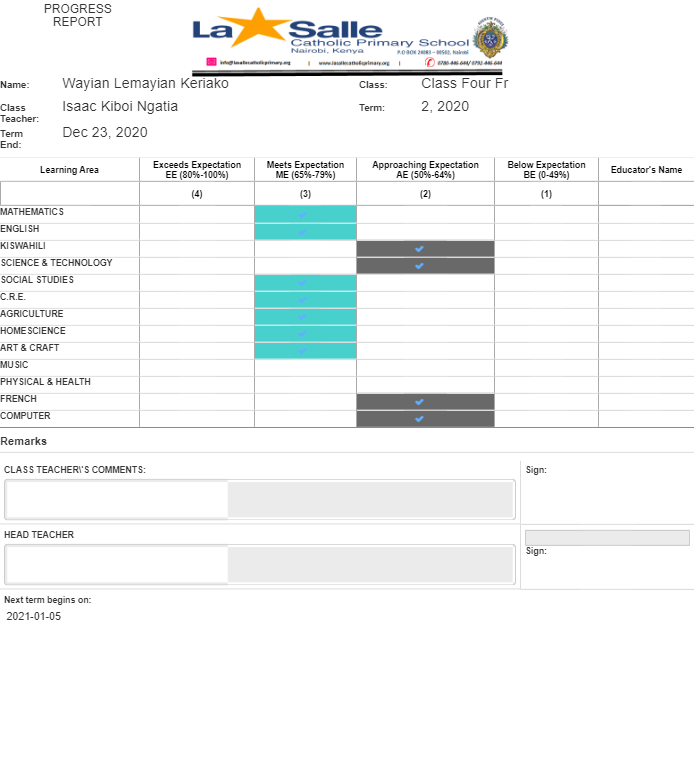 PROGRESS
REPORT
La Salle
Catholic Primary School
Nairobi, Kenya
P.O BOX 24083 - 00502, Nairobi
info@lasallecatholicprimary.org | www.lasallecatholicprimary.org | 0780-446-644/ 0792-446-644
Name: Wayian Lemayian Keriako Class: Class Four Fr
Class Teacher: Isaac Kiboi Ngatia Term: 2, 2020
Term End: Dec 23, 2020
Learning Area Exceeds Expectation EE (80%-100%) Meets Expectation ME (65%-79%) Approaching Expectation AE (50%-64%) Below Expectation BE (0-49%) Educator's Name
(4) (3) (2) (1)
MATHEMATICS
ENGLISH
KISWAHILI
SCIENCE & TECHNOLOGY
SOCIAL STUDIES
C.R.E.
AGRICULTURE
HOMESCIENCE
ART & CRAFT
MUSIC
PHYSICAL & HEALTH
FRENCH
COMPUTER
Remarks
CLASS TEACHER\'S COMMENTS: Sign:
HEAD TEACHER
Sign:
Next term begins on:
2021-01-05